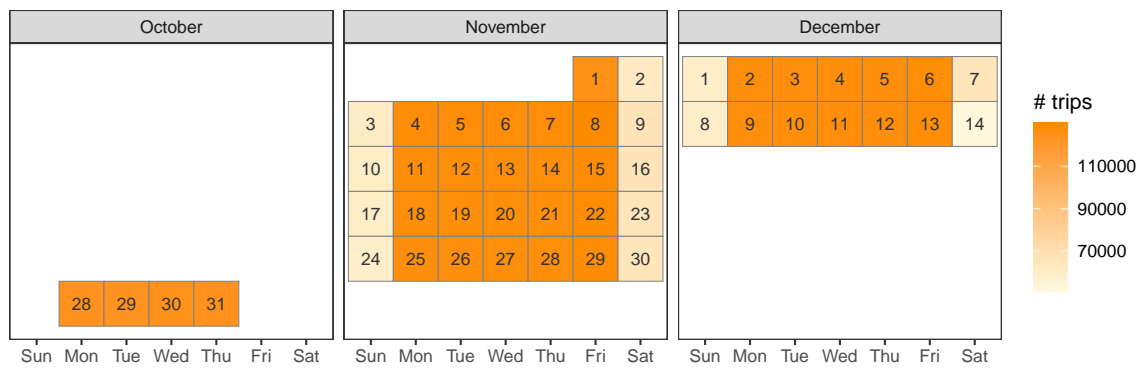 October November December
1 2 1 2 3 4 5 6 7
3 4 5 6 7 8 9 8 9 10 11 12 13 14
10 11 12 13 14 15 16
17 18 19 20 21 22 23
24 25 26 27 28 29 30
28 29 30 31
Sun Mon Tue Wed Thu Fri Sat Sun Mon Tue Wed Thu Fri Sat Sun Mon Tue Wed Thu Fri Sat
# trips
110000
90000
70000